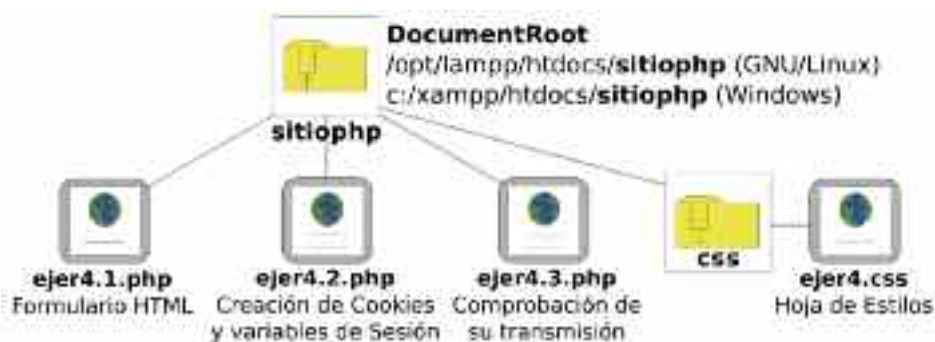 DocumentRoot
/opt/lampp/htdocs/sitiophp (GNU/Linux)
c:/xampp/htdocs/sitiophp (Windows)
sitiophp
ejer4.1.php
Formulario HTML
ejer4.2.php
Creación de Cookies
y variables de Sesión
ejer4.3.php
Comprobación de
su transmisión
css
ejer4.css
Hoja de Estilos